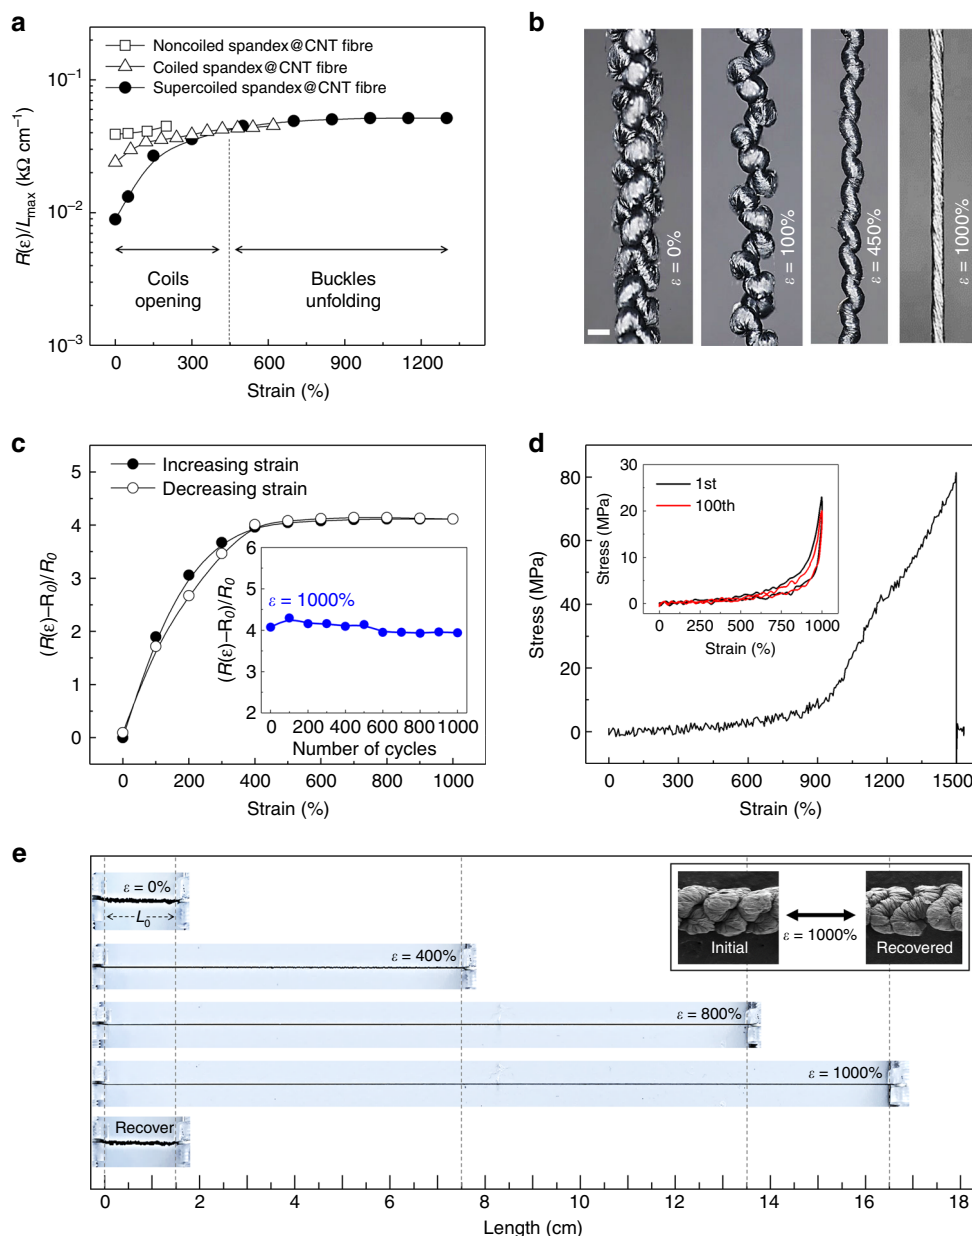 a
Noncoiled spandex@CNT fibre
Coiled spandex@CNT fibre
Supercoiled spandex@CNT fibre
R(ε)/Lmax (kΩ cm⁻¹)
10⁻¹
10⁻²
10⁻³
Coils
opening
Buckles
unfolding
0 300 600 900 1200
Strain (%)
b
ε = 0%
ε = 100%
ε = 450%
ε = 1000%
c
Increasing strain
Decreasing strain
(R(ε)–R₀)/R₀
5
4
3
2
1
0
0 200 400 600 800 1000
Strain (%)
(R(ε)–R₀)/R₀
6
5
4
3
2
ε = 1000%
0 200 400 600 800 1000
Number of cycles
d
Stress (MPa)
80
60
40
20
0
0 300 600 900 1200 1500
Strain (%)
Stress (MPa)
30
20
10
0
1st
100th
0 250 500 750 1000
Strain (%)
e
ε = 0%
L₀
ε = 400%
ε = 800%
ε = 1000%
Recover
Initial
ε = 1000%
Recovered
0 2 4 6 8 10 12 14 16 18
Length (cm)